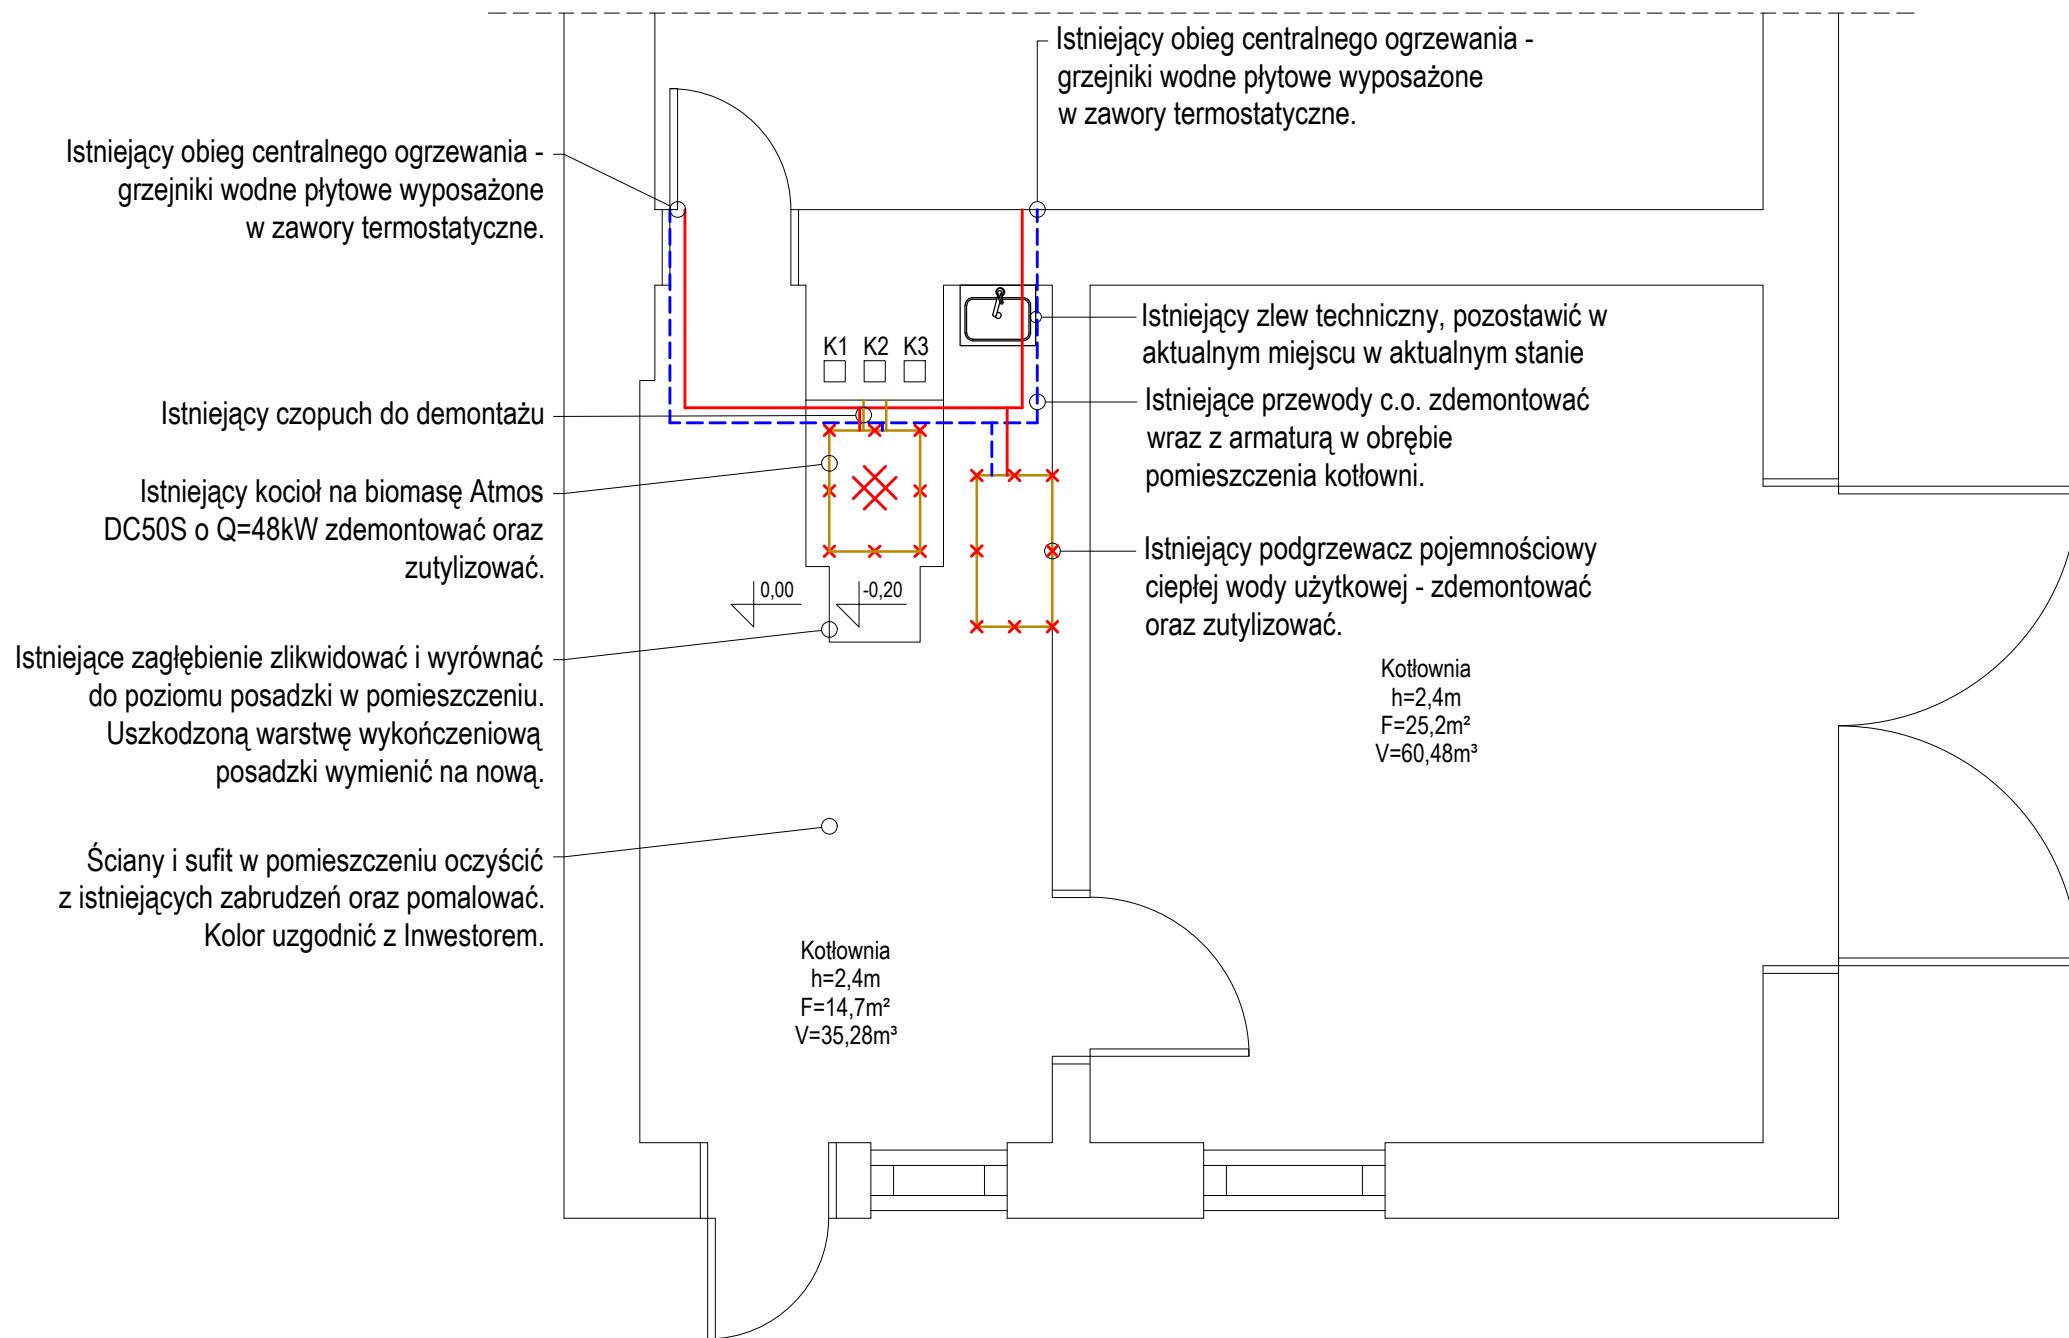 Istniejący obieg centralnego ogrzewania -
grzejniki wodne płytowe wyposażone
w zawory termostatyczne.
Istniejący obieg centralnego ogrzewania -
grzejniki wodne płytowe wyposażone
w zawory termostatyczne.
Istniejący zlew techniczny, pozostawić w
aktualnym miejscu w aktualnym stanie
K1 K2 K3
Istniejący czopuch do demontażu
Istniejące przewody c.o. zdemontować
wraz z armaturą w obrębie
pomieszczenia kotłowni.
Istniejący kocioł na biomasę Atmos
DC50S o Q=48kW zdemontować oraz
zutylizować.
Istniejący podgrzewacz pojemnościowy
ciepłej wody użytkowej - zdemontować
oraz zutylizować.
0,00
-0,20
Istniejące zagłębienie zlikwidować i wyrównać
do poziomu posadzki w pomieszczeniu.
Uszkodzoną warstwę wykończeniową
posadzki wymienić na nową.
Kotłownia
h=2,4m
F=25,2m²
V=60,48m³
Ściany i sufit w pomieszczeniu oczyścić
z istniejących zabrudzeń oraz pomalować.
Kolor uzgodnić z Inwestorem.
Kotłownia
h=2,4m
F=14,7m²
V=35,28m³